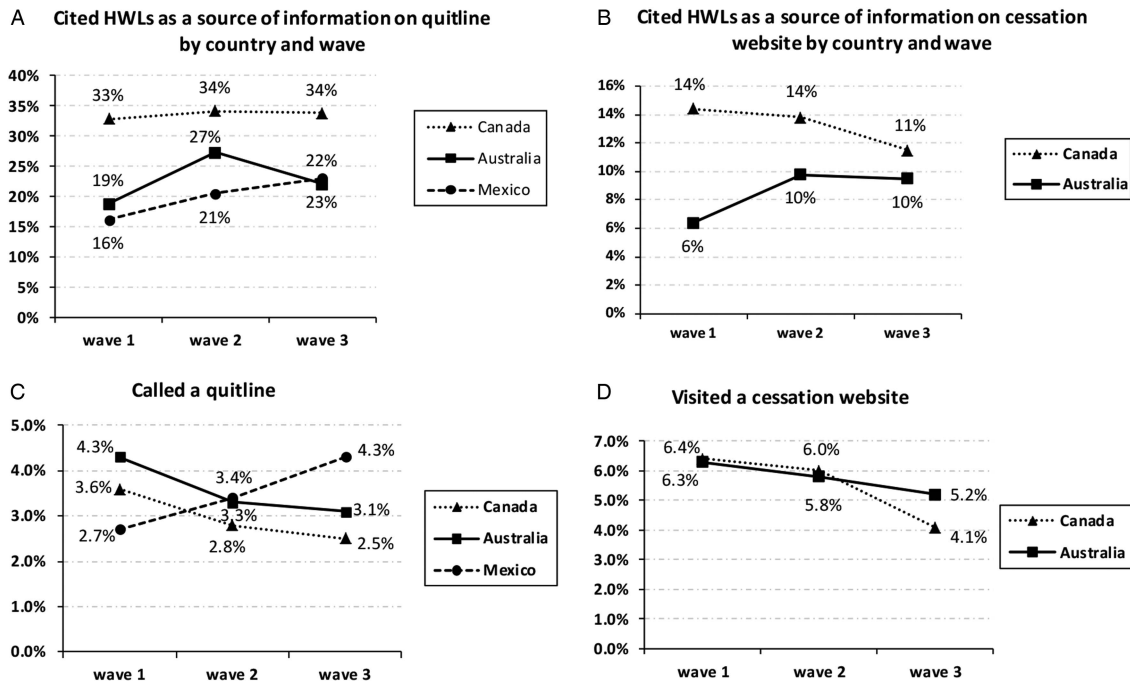 A
Cited HWLs as a source of information on quitline
by country and wave
40%
35%
30%
25%
20%
15%
10%
5%
0%
33%
34%
34%
27%
19%
22%
23%
21%
16%
wave 1
wave 2
wave 3
Canada
Australia
Mexico
B
Cited HWLs as a source of information on cessation
website by country and wave
16%
14%
12%
10%
8%
6%
4%
2%
0%
14%
14%
11%
10%
10%
6%
wave 1
wave 2
wave 3
Canada
Australia
C
Called a quitline
5.0%
4.0%
3.0%
2.0%
1.0%
0.0%
4.3%
4.3%
3.6%
3.4%
3.3%
3.1%
2.7%
2.8%
2.5%
wave 1
wave 2
wave 3
Canada
Australia
Mexico
D
Visited a cessation website
7.0%
6.0%
5.0%
4.0%
3.0%
2.0%
1.0%
0.0%
6.4%
6.0%
6.3%
5.8%
5.2%
4.1%
wave 1
wave 2
wave 3
Canada
Australia